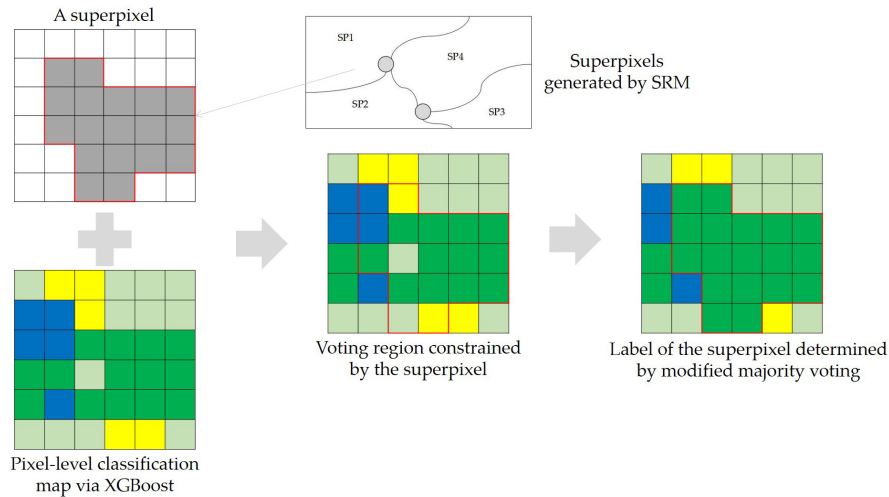 A superpixel
SP1
SP4
SP2
SP3
Superpixels
generated by SRM
Voting region constrained
by the superpixel
Label of the superpixel determined
by modified majority voting
Pixel-level classification
map via XGBoost